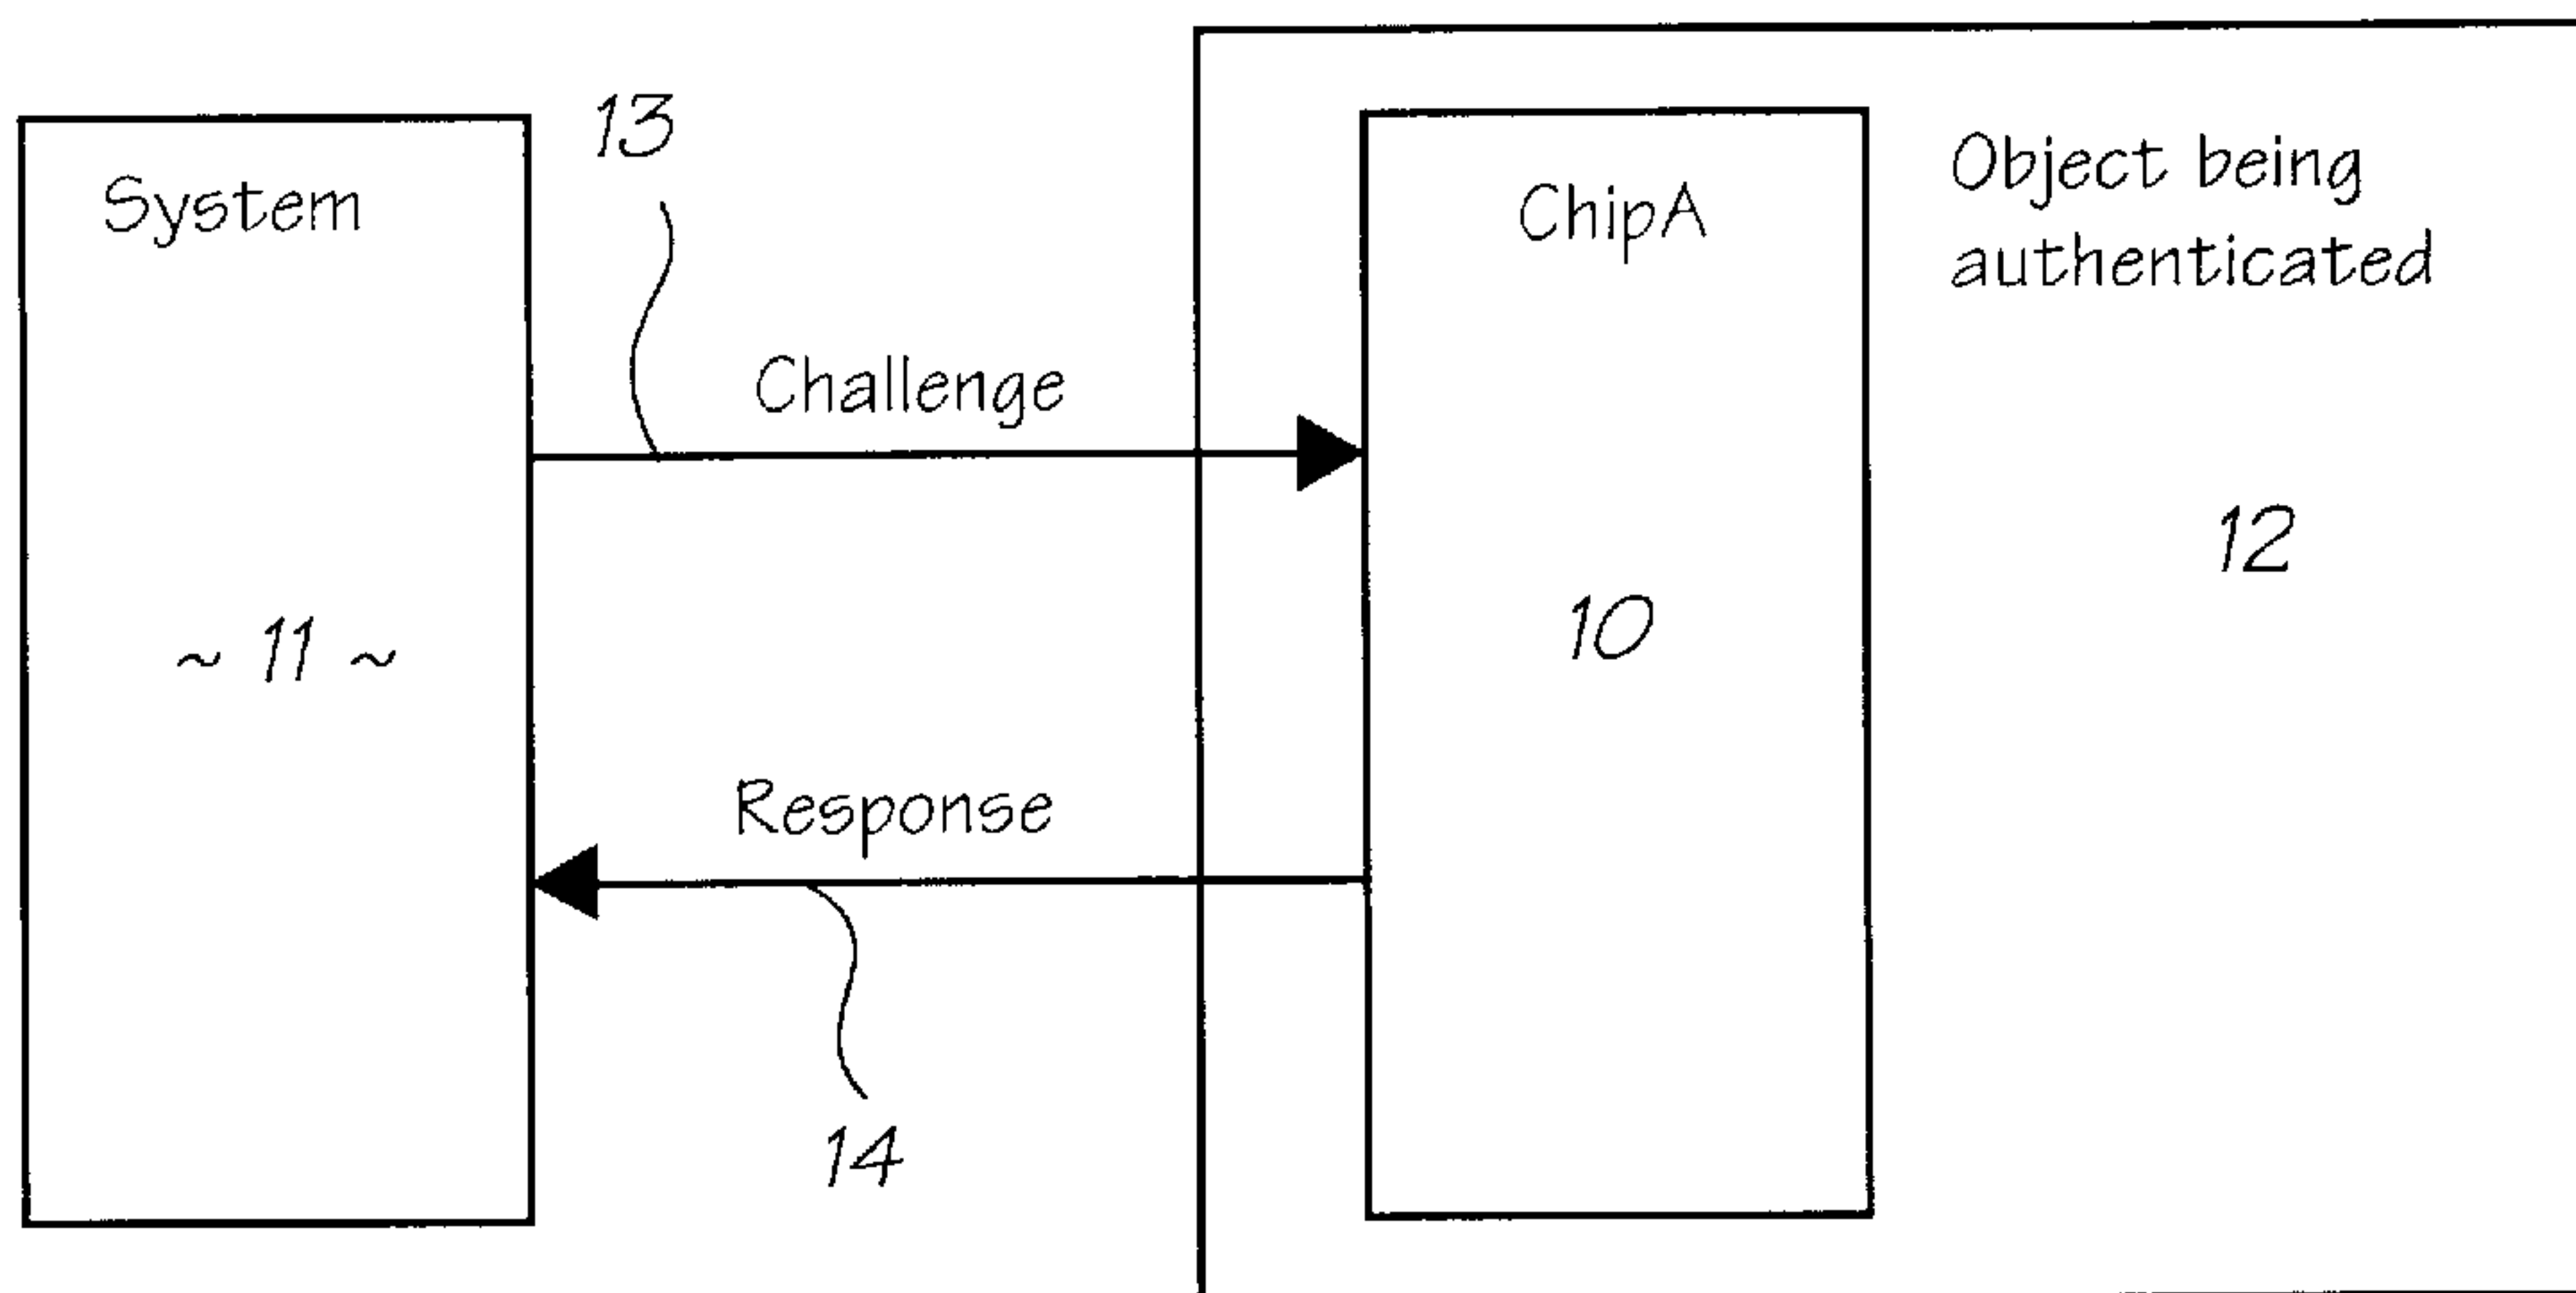 13
System
ChipA
Object being
authenticated
Challenge
12
~ 11 ~
10
Response
14